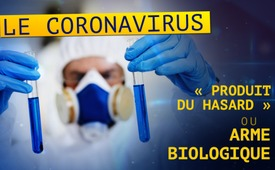 LE CORONAVIRUS
« PRODUIT
DU HASARD »
OU
ARME
BIOLOGIQUE